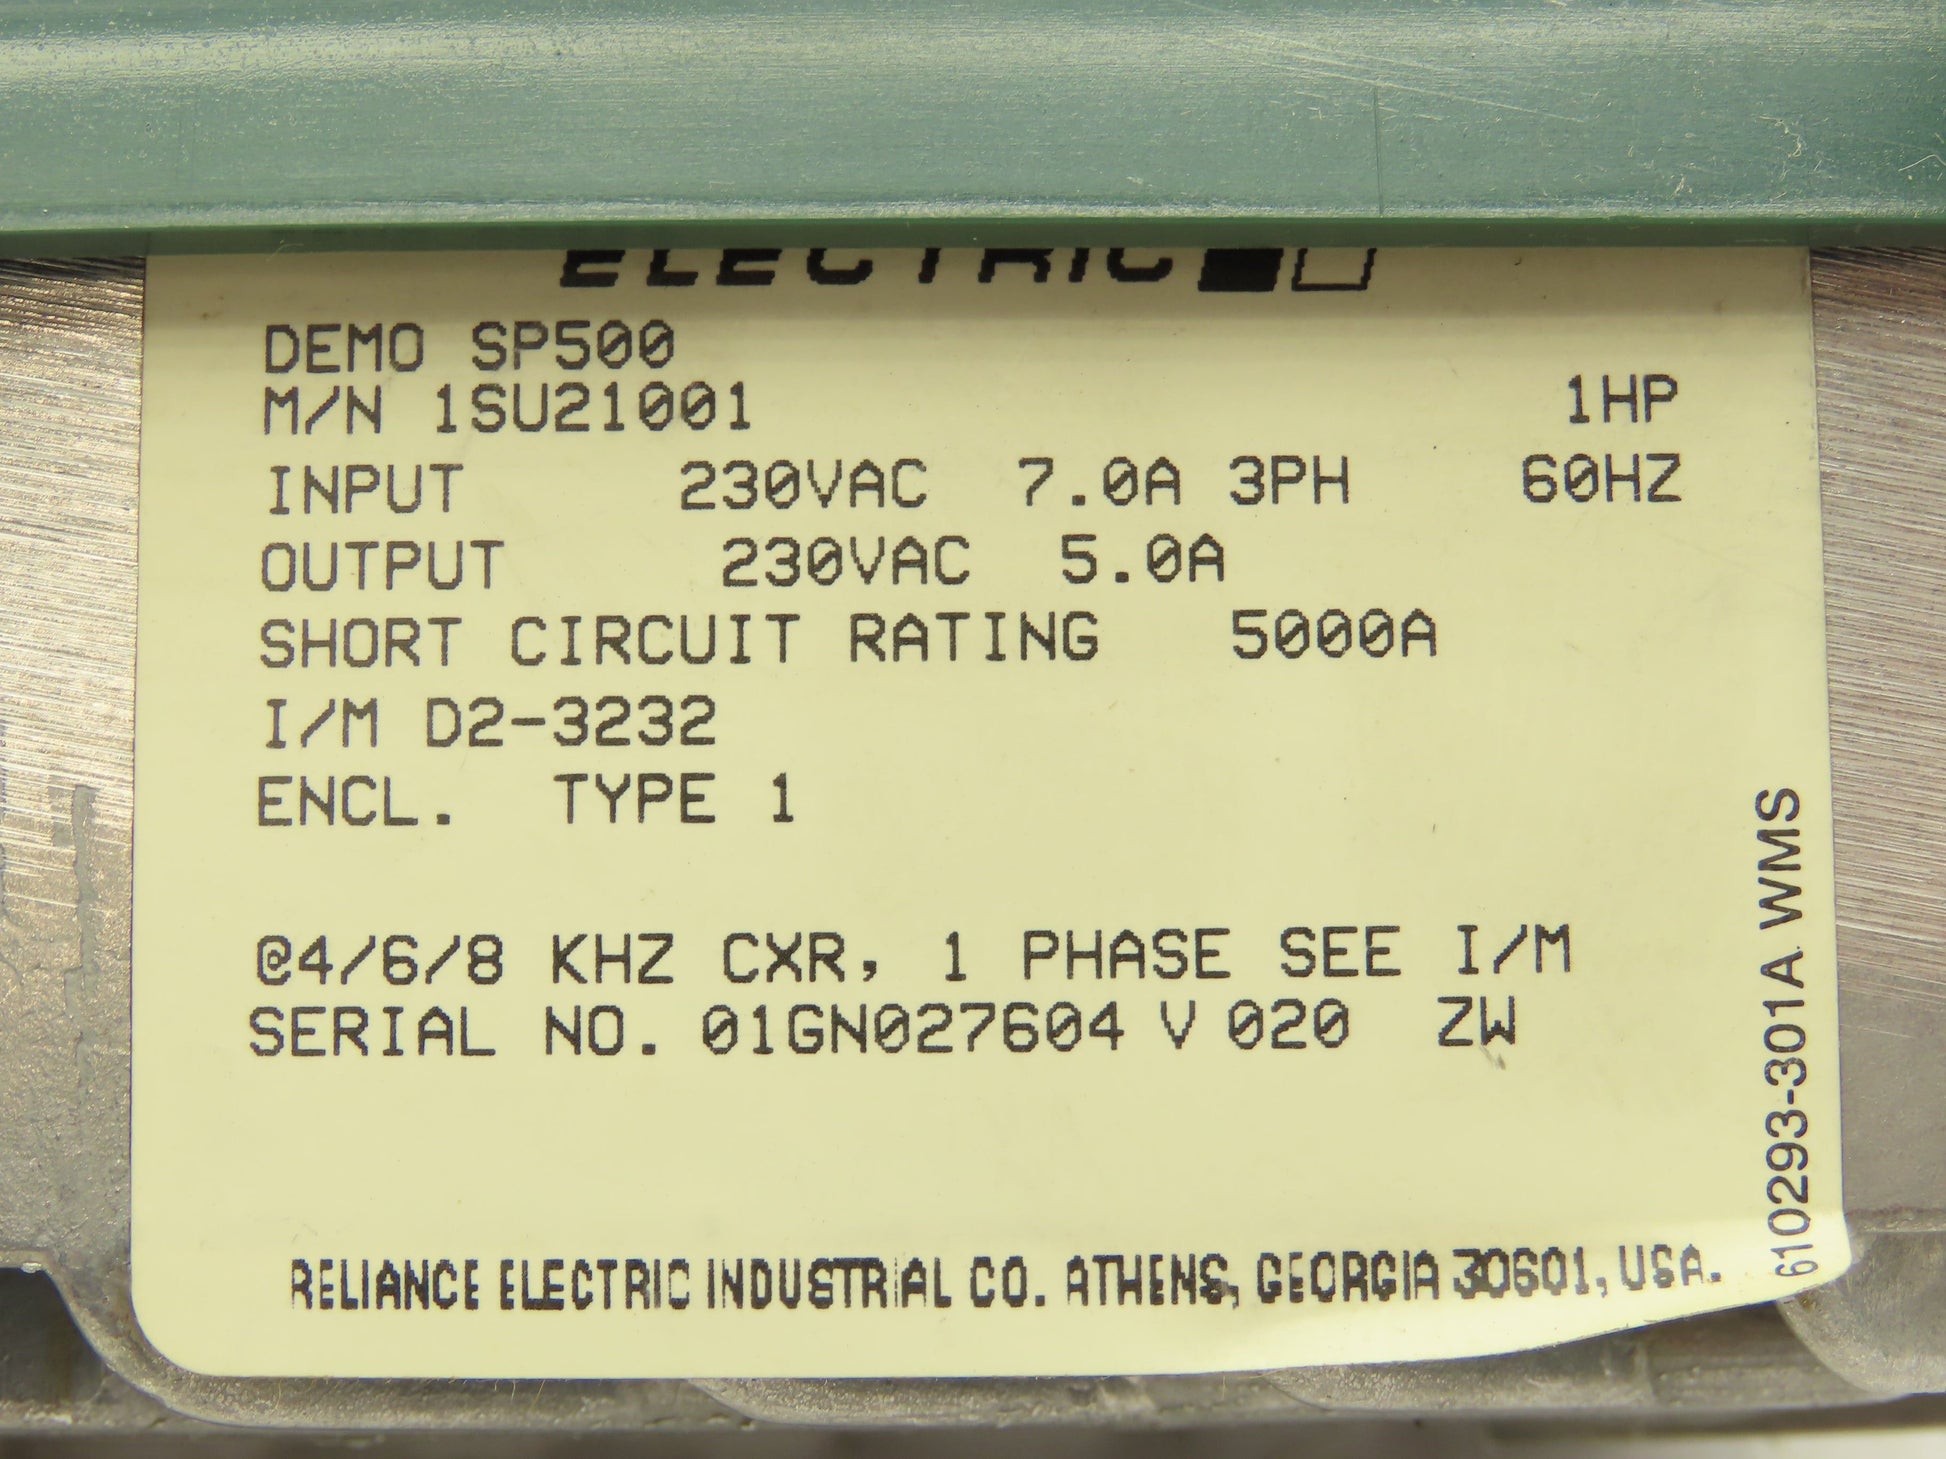 ELECTRIC
DEMO SP500
M/N 1SU21001 1HP
INPUT 230VAC 7.0A 3PH 60HZ
OUTPUT 230VAC 5.0A
SHORT CIRCUIT RATING 5000A
I/M D2-3232
ENCL. TYPE 1
@4/6/8 KHZ CXR, 1 PHASE SEE I/M
SERIAL NO. 01GN027604 V 020 ZW
RELIANCE ELECTRIC INDUSTRIAL CO. ATHENS, GEORGIA 30601, USA.
610293-301A WMS